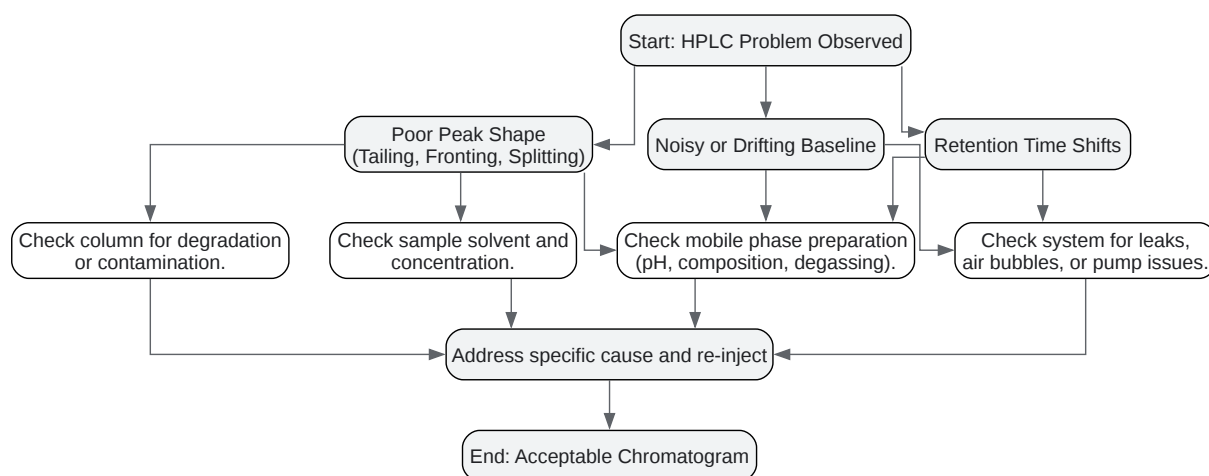 Start: HPLC Problem Observed
Poor Peak Shape
(Tailing, Fronting, Splitting)
Noisy or Drifting Baseline
Retention Time Shifts
Check column for degradation
or contamination.
Check sample solvent and
concentration.
Check mobile phase preparation
(pH, composition, degassing).
Check system for leaks,
air bubbles, or pump issues.
Address specific cause and re-inject
End: Acceptable Chromatogram